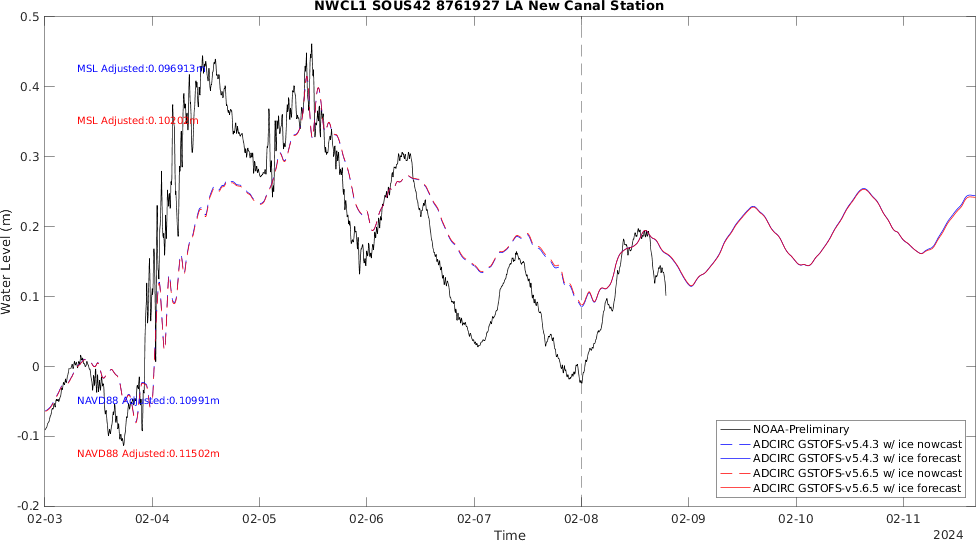 NWCL1 SOUS42 8761927 LA New Canal Station
0.5
0.4
0.3
0.2
0.1
0
-0.1
-0.2
Water Level (m)
MSL Adjusted:0.096913m
MSL Adjusted:0.10202m
NAVD88 Adjusted:0.10991m
NAVD88 Adjusted:0.11502m
NOAA-Preliminary
ADCIRC GSTOFS-v5.4.3 w/ ice nowcast
ADCIRC GSTOFS-v5.4.3 w/ ice forecast
ADCIRC GSTOFS-v5.6.5 w/ ice nowcast
ADCIRC GSTOFS-v5.6.5 w/ ice forecast
02-03 02-04 02-05 02-06 02-07 02-08 02-09 02-10 02-11
Time
2024